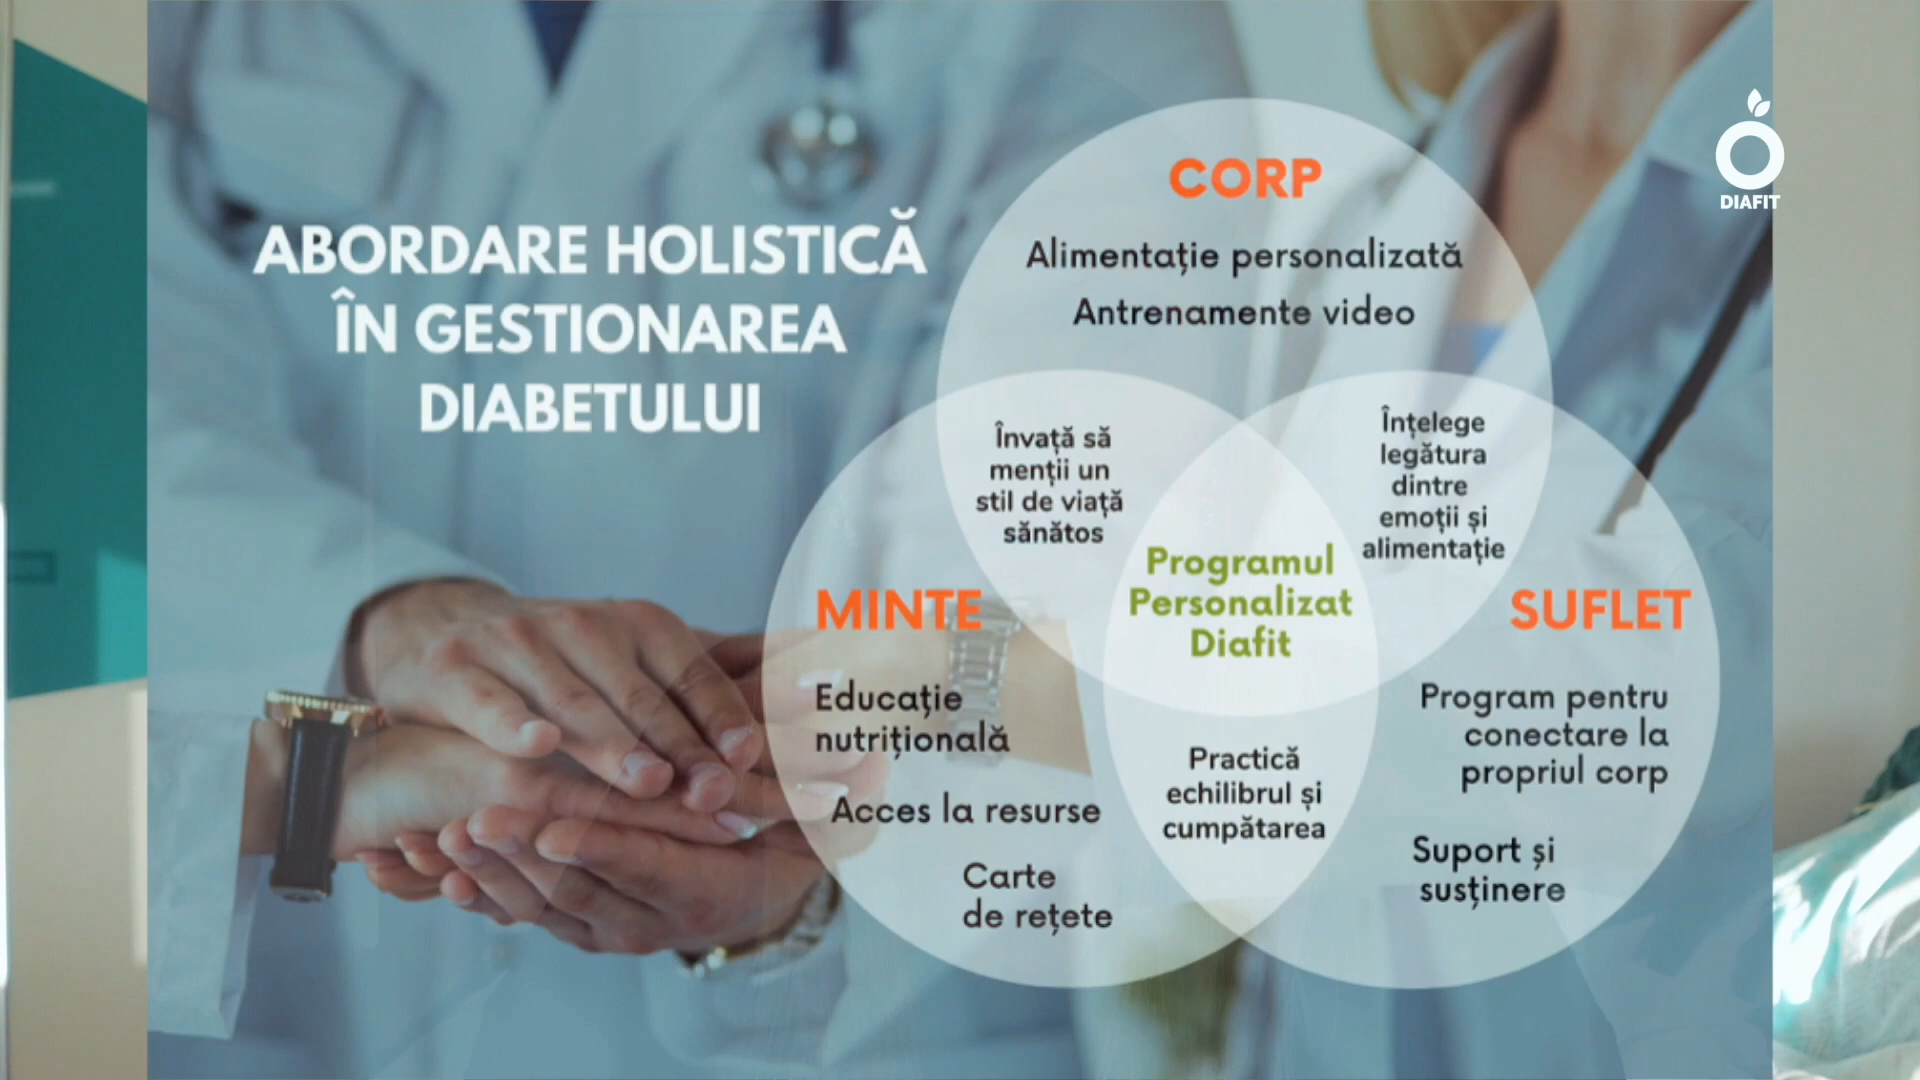 ABORDARE HOLISTICĂ
ÎN GESTIONAREA
DIABETULUI
DIAFIT
CORP
Alimentație personalizată
Antrenamente video
Învață să
menții un
stil de viață
sănătos
Înțelege
legătura
dintre
emoții și
alimentație
Programul
Personalizat
Diafit
MINTE
Educație
nutrițională
Acces la resurse
Carte
de rețete
Practică
echilibrul și
cumpătarea
SUFLET
Program pentru
conectare la
propriul corp
Suport și
susținere